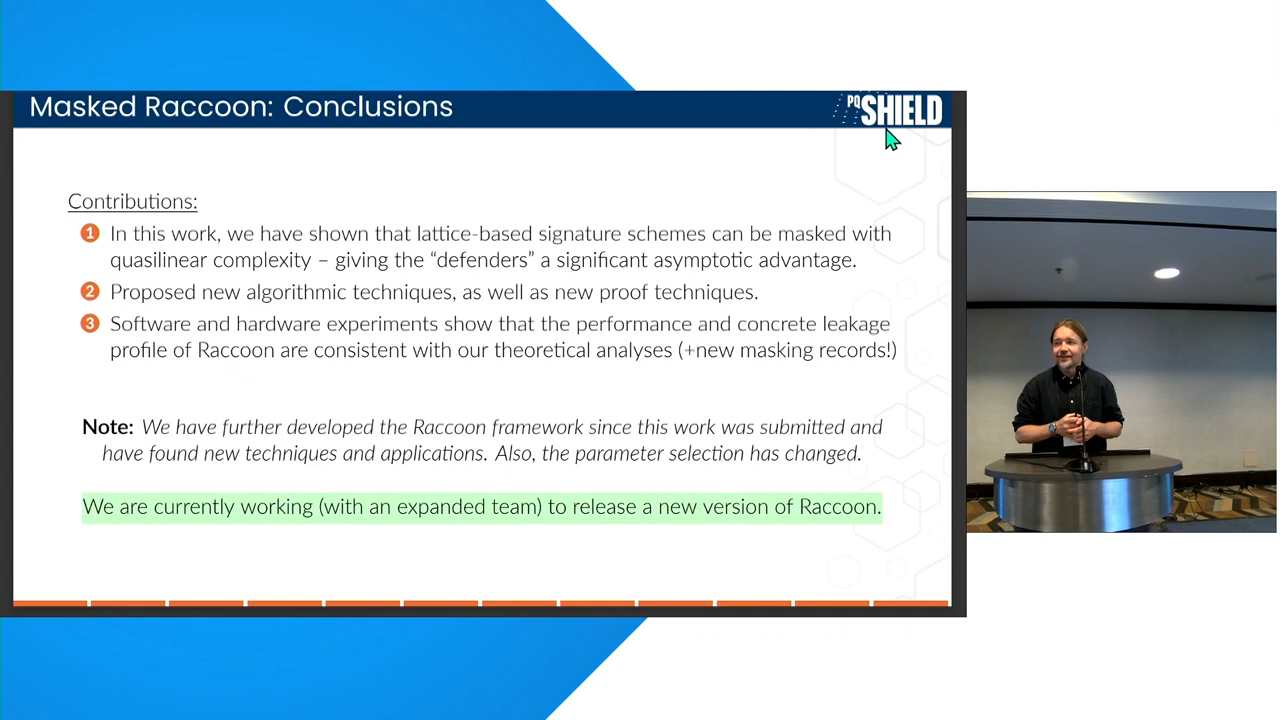 Masked Raccoon: Conclusions
PQSHIELD
Contributions:
1 In this work, we have shown that lattice-based signature schemes can be masked with
quasilinear complexity – giving the “defenders” a significant asymptotic advantage.
2 Proposed new algorithmic techniques, as well as new proof techniques.
3 Software and hardware experiments show that the performance and concrete leakage
profile of Raccoon are consistent with our theoretical analyses (+new masking records!)
Note: We have further developed the Raccoon framework since this work was submitted and
have found new techniques and applications. Also, the parameter selection has changed.
We are currently working (with an expanded team) to release a new version of Raccoon.